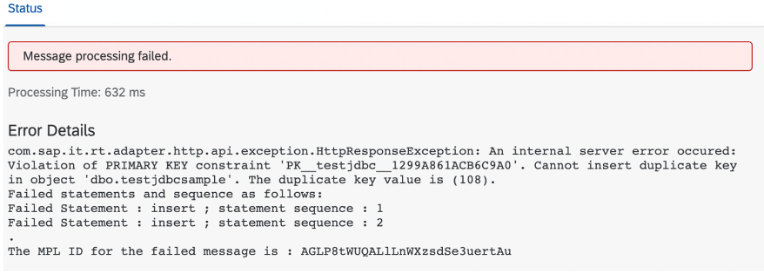 Status
Message processing failed.
Processing Time: 632 ms
Error Details
com.sap.it.rt.adapter.http.api.exception.HttpResponseException: An internal server error occured:
Violation of PRIMARY KEY constraint 'PK__testjdbc__1299A861ACB6C9A0'. Cannot insert duplicate key
in object 'dbo.testjdbcsample'. The duplicate key value is (108).
Failed statements and sequence as follows:
Failed Statement : insert ; statement sequence : 1
Failed Statement : insert ; statement sequence : 2
.
The MPL ID for the failed message is : AGLP8tWUQALlLnWXzsdSe3uertAu